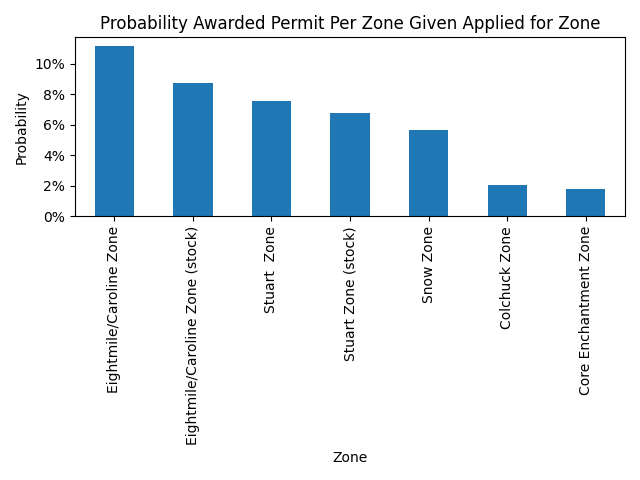 Probability Awarded Permit Per Zone Given Applied for Zone
Probability
10%
8%
6%
4%
2%
0%
Eightmile/Caroline Zone
Eightmile/Caroline Zone (stock)
Stuart  Zone
Stuart Zone (stock)
Snow Zone
Colchuck Zone
Core Enchantment Zone
Zone